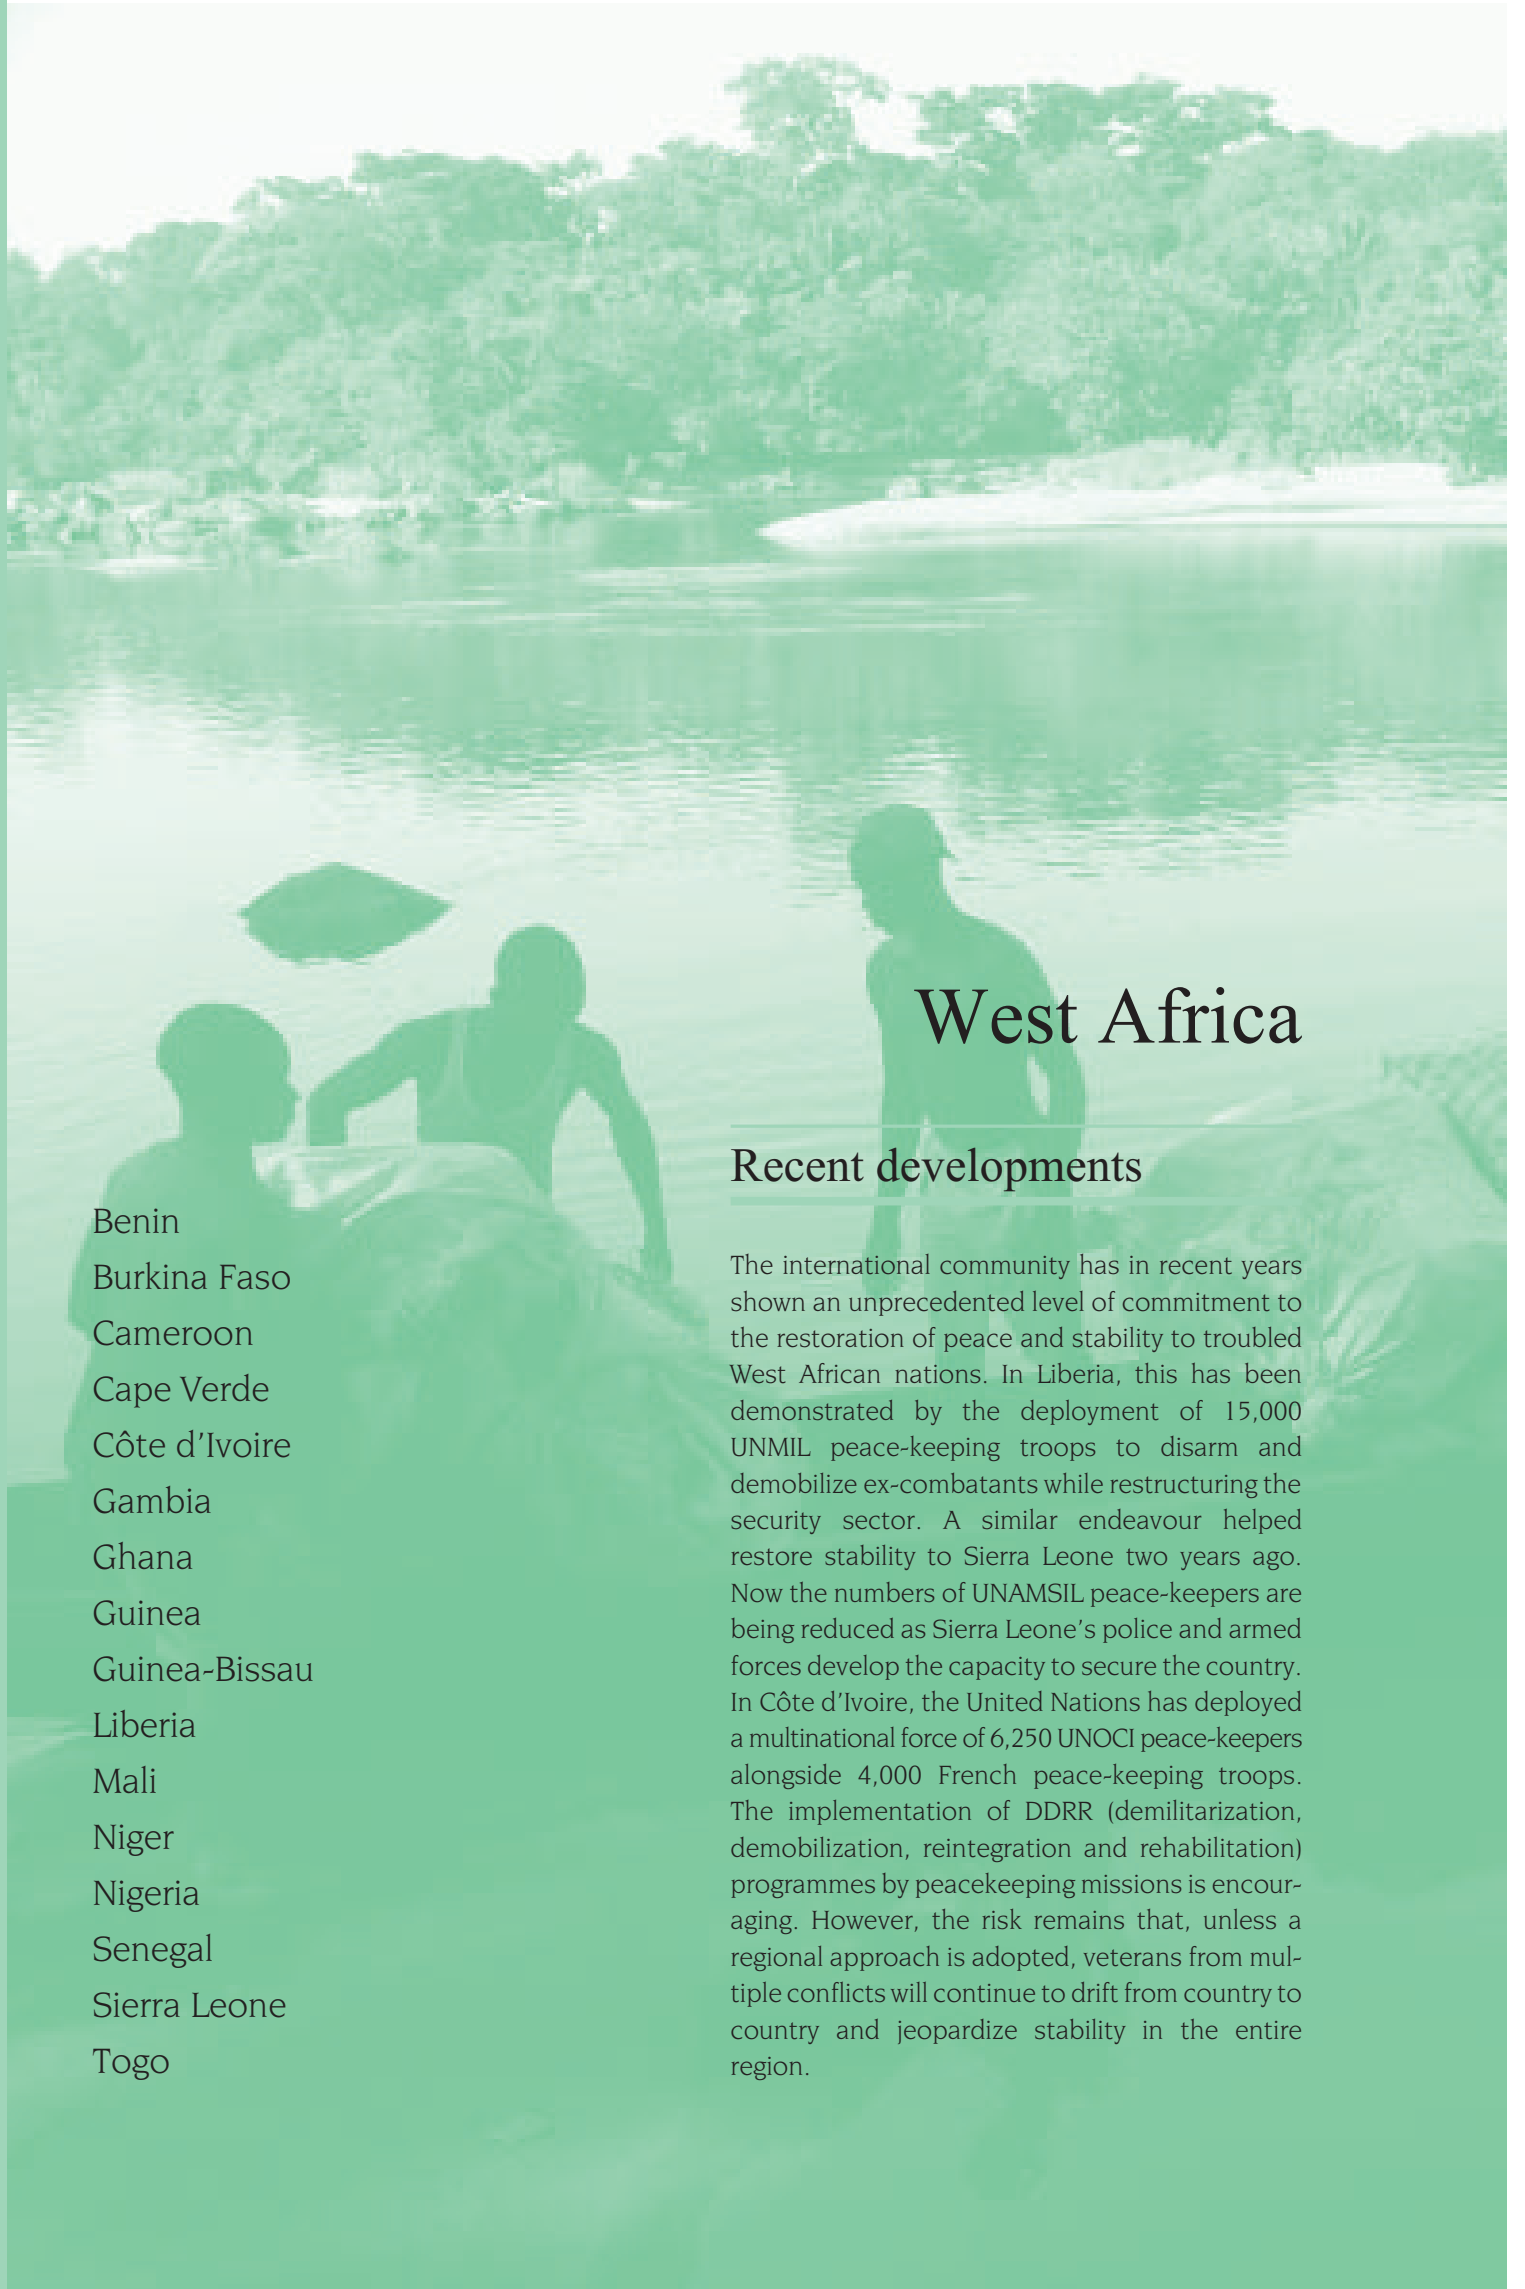 West Africa
Benin
Burkina Faso
Cameroon
Cape Verde
Côte d’Ivoire
Gambia
Ghana
Guinea
Guinea-Bissau
Liberia
Mali
Niger
Nigeria
Senegal
Sierra Leone
Togo
Recent developments
The international community has in recent years
shown an unprecedented level of commitment to
the restoration of peace and stability to troubled
West African nations. In Liberia, this has been
demonstrated by the deployment of 15,000
UNMIL peace-keeping troops to disarm and
demobilize ex-combatants while restructuring the
security sector. A similar endeavour helped
restore stability to Sierra Leone two years ago.
Now the numbers of UNAMSIL peace-keepers are
being reduced as Sierra Leone’s police and armed
forces develop the capacity to secure the country.
In Côte d’Ivoire, the United Nations has deployed
a multinational force of 6,250 UNOCI peace-keepers
alongside 4,000 French peace-keeping troops.
The implementation of DDRR (demilitarization,
demobilization, reintegration and rehabilitation)
programmes by peacekeeping missions is encour-
aging. However, the risk remains that, unless a
regional approach is adopted, veterans from mul-
tiple conflicts will continue to drift from country to
country and jeopardize stability in the entire
region.